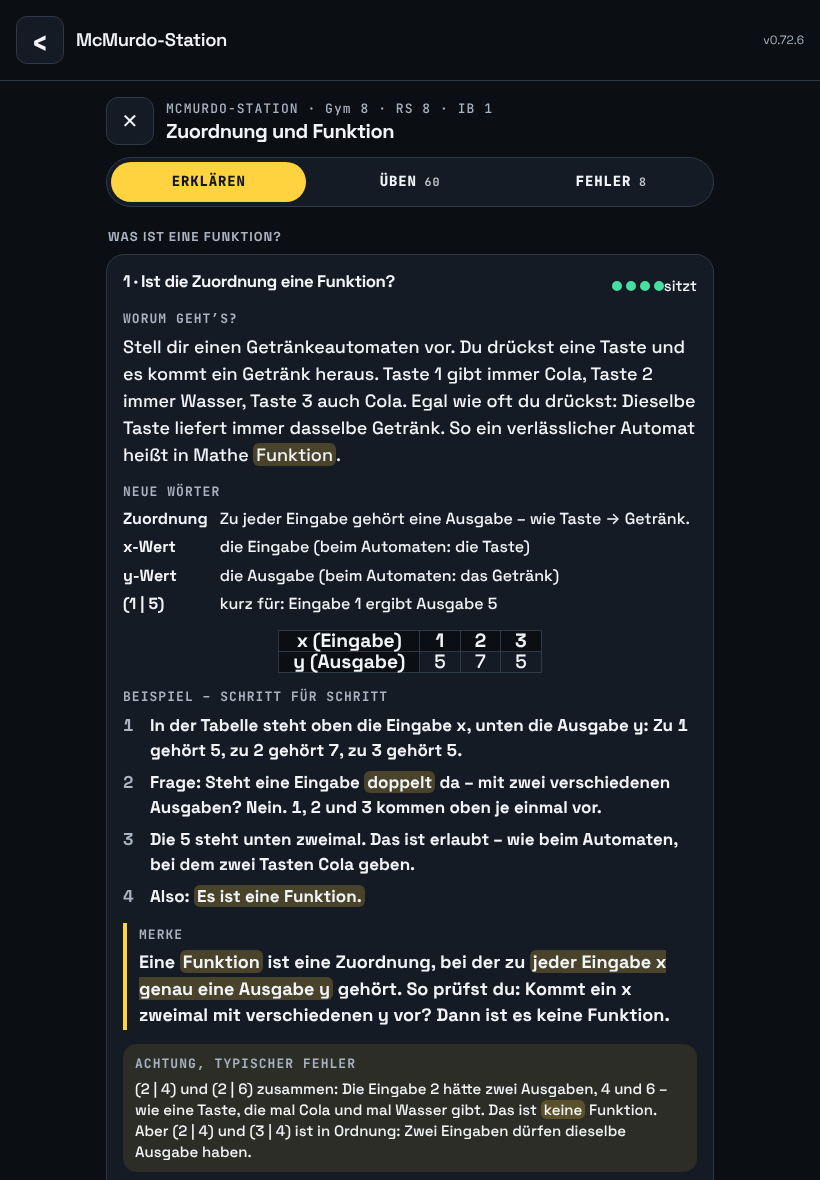 <
McMurdo-Station
v0.72.6
×
MCMURDO-STATION · Gym 8 · RS 8 · IB 1
Zuordnung und Funktion
ERKLÄREN
ÜBEN 60
FEHLER 8
WAS IST EINE FUNKTION?
1 · Ist die Zuordnung eine Funktion?
sitzt
WORUM GEHT'S?
Stell dir einen Getränkeautomaten vor. Du drückst eine Taste und
es kommt ein Getränk heraus. Taste 1 gibt immer Cola, Taste 2
immer Wasser, Taste 3 auch Cola. Egal wie oft du drückst: Dieselbe
Taste liefert immer dasselbe Getränk. So ein verlässlicher Automat
heißt in Mathe Funktion.
NEUE WÖRTER
Zuordnung Zu jeder Eingabe gehört eine Ausgabe – wie Taste → Getränk.
x-Wert die Eingabe (beim Automaten: die Taste)
y-Wert die Ausgabe (beim Automaten: das Getränk)
(1 | 5) kurz für: Eingabe 1 ergibt Ausgabe 5
x (Eingabe) 1 2 3
y (Ausgabe) 5 7 5
BEISPIEL – SCHRITT FÜR SCHRITT
1 In der Tabelle steht oben die Eingabe x, unten die Ausgabe y: Zu 1
gehört 5, zu 2 gehört 7, zu 3 gehört 5.
2 Frage: Steht eine Eingabe doppelt da – mit zwei verschiedenen
Ausgaben? Nein. 1, 2 und 3 kommen oben je einmal vor.
3 Die 5 steht unten zweimal. Das ist erlaubt – wie beim Automaten,
bei dem zwei Tasten Cola geben.
4 Also: Es ist eine Funktion.
MERKE
Eine Funktion ist eine Zuordnung, bei der zu jeder Eingabe x
genau eine Ausgabe y gehört. So prüfst du: Kommt ein x
zweimal mit verschiedenen y vor? Dann ist es keine Funktion.
ACHTUNG, TYPISCHER FEHLER
(2 | 4) und (2 | 6) zusammen: Die Eingabe 2 hätte zwei Ausgaben, 4 und 6 –
wie eine Taste, die mal Cola und mal Wasser gibt. Das ist keine Funktion.
Aber (2 | 4) und (3 | 4) ist in Ordnung: Zwei Eingaben dürfen dieselbe
Ausgabe haben.